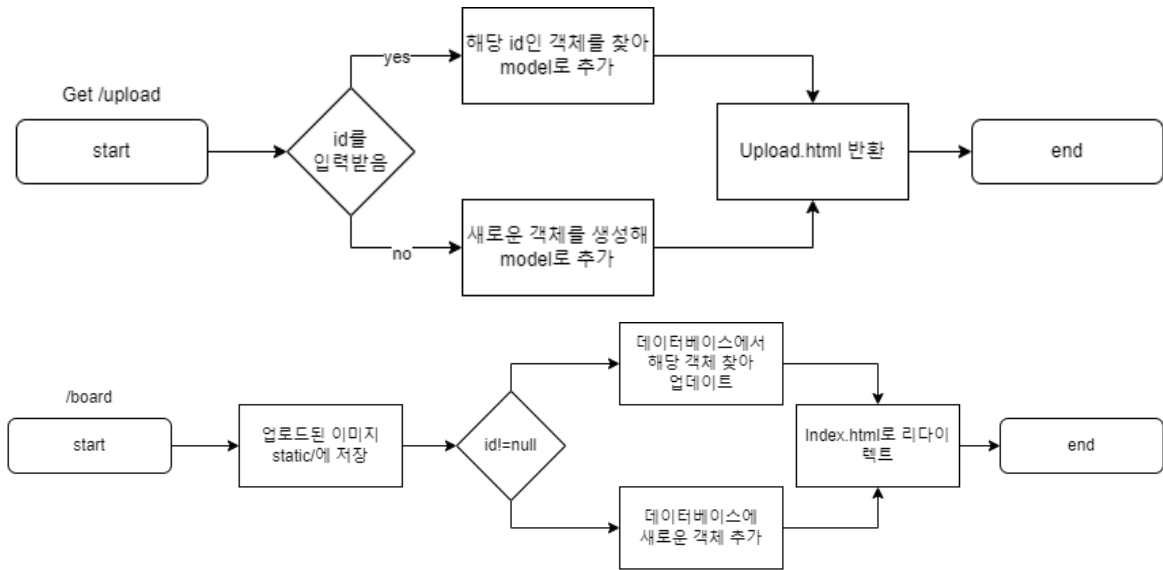 Get /upload
start
id를
입력받음
yes
no
해당 id인 객체를 찾아
model로 추가
새로운 객체를 생성해
model로 추가
Upload.html 반환
end
/board
start
업로드된 이미지
static/에 저장
id!=null
데이터베이스에서
해당 객체 찾아
업데이트
데이터베이스에
새로운 객체 추가
Index.html로 리다이
렉트
end